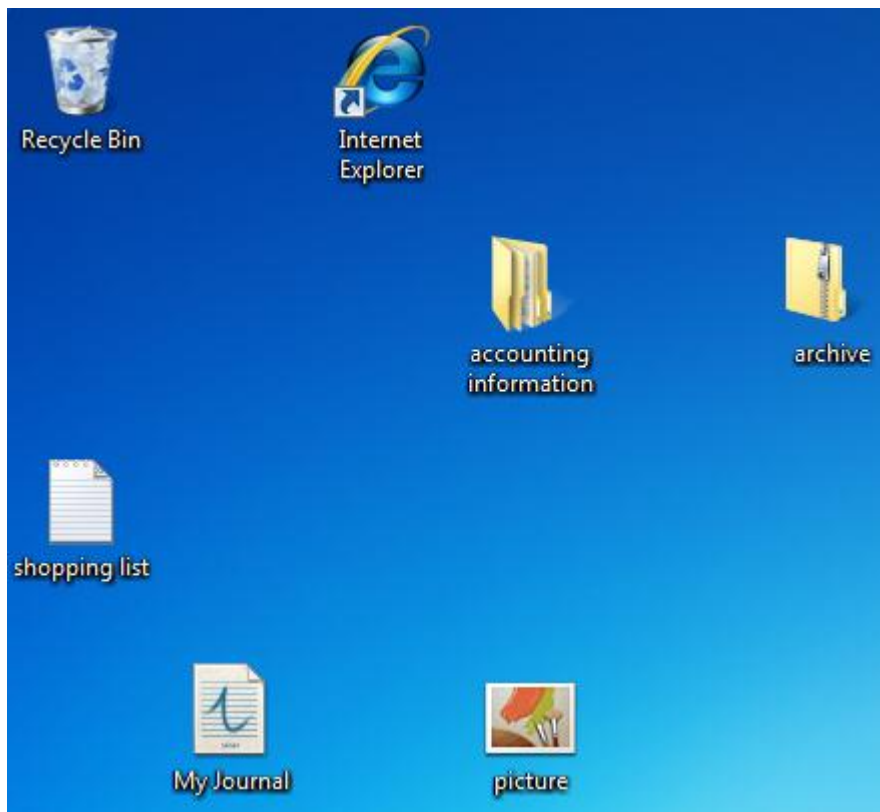 Recycle Bin
Internet
Explorer
accounting
information
archive
shopping list
My Journal
picture